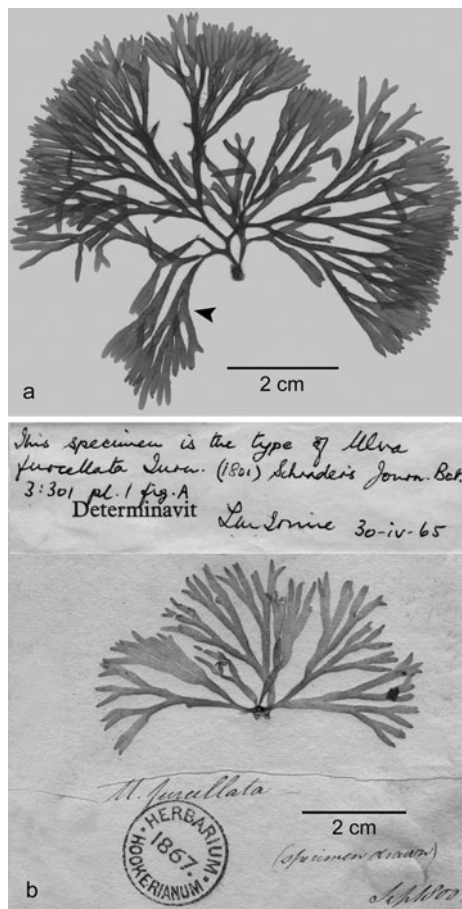 2 cm
a
This specimen is the type of Ulva
furcellata Turn. (1801) Schrader's Journ. Bot.
3:301 pl. 1 fig. A
Determinavit
30-iv-65
furcellata
2 cm
HERBARIUM
HOOKERIANUM
1867.
(specimen drawn)
b